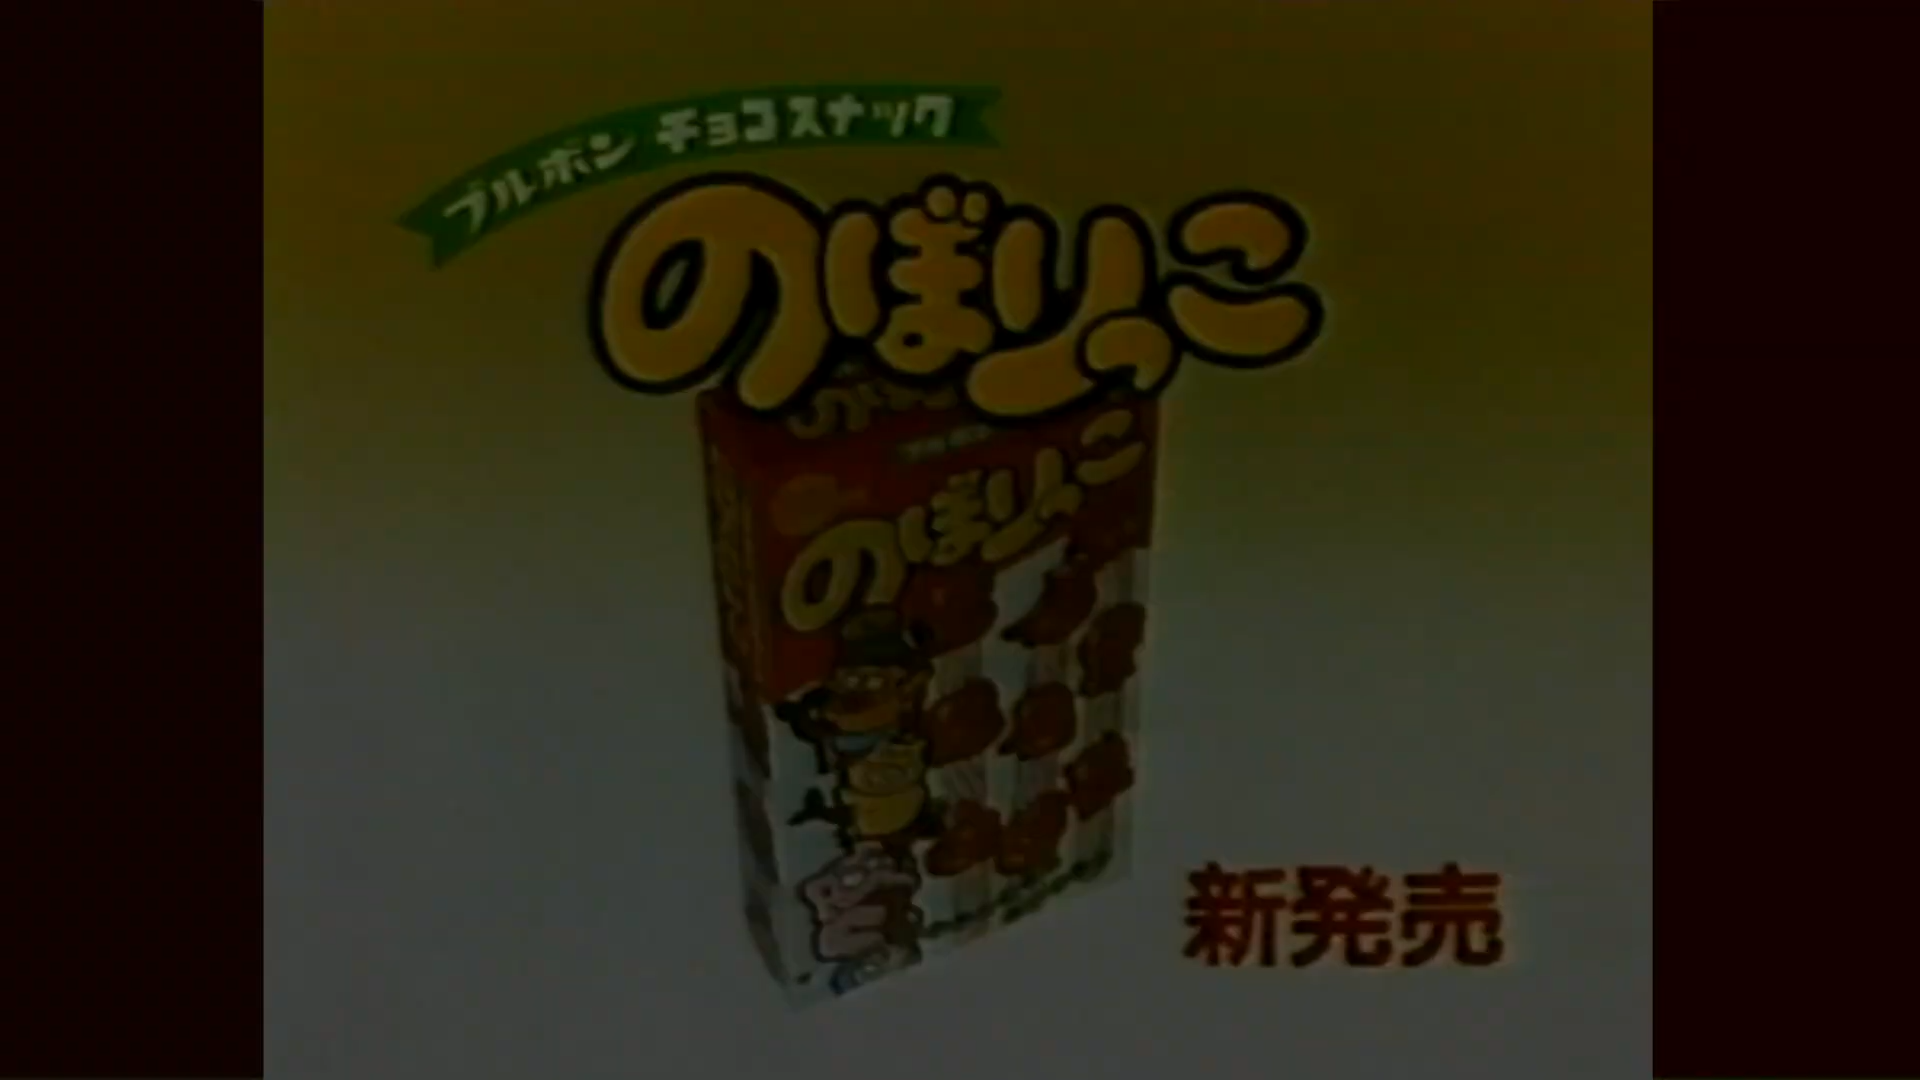 ブルボン チョコスナック
のぼりっこ
のぼりっこ
新発売